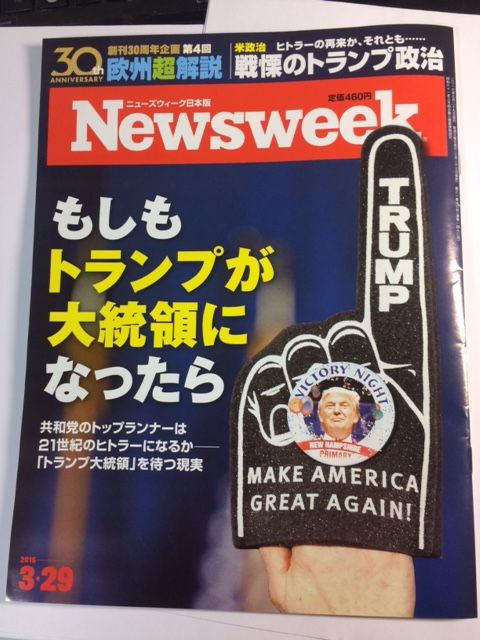 30th
ANNIVERSARY
創刊30周年企画 第4回
欧州超解説
米政治 ヒトラーの再来か、それとも……
戦慄のトランプ政治
ニューズウィーク日本版
定価460円
Newsweek
もしも
トランプが
大統領に
なったら
共和党のトップランナーは
21世紀のヒトラーになるか──
「トランプ大統領」を待つ現実
TRUMP
VICTORY NIGHT
NEW HAMPSHIRE
PRIMARY
MAKE AMERICA
GREAT AGAIN!
2016
3・29